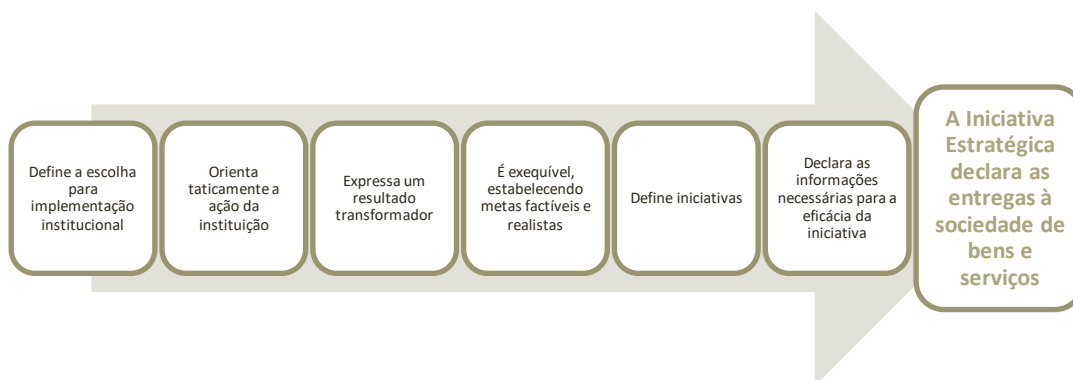 Define a escolha
para
implementação
institucional
Orienta
taticamente a
ação da
instituição
Expressa um
resultado
transformador
É exequível,
estabelecendo
metas factíveis e
realistas
Define iniciativas
Declara as
informações
necessárias para a
eficácia da
iniciativa
A Iniciativa
Estratégica
declara as
entregas à
sociedade de
bens e
serviços